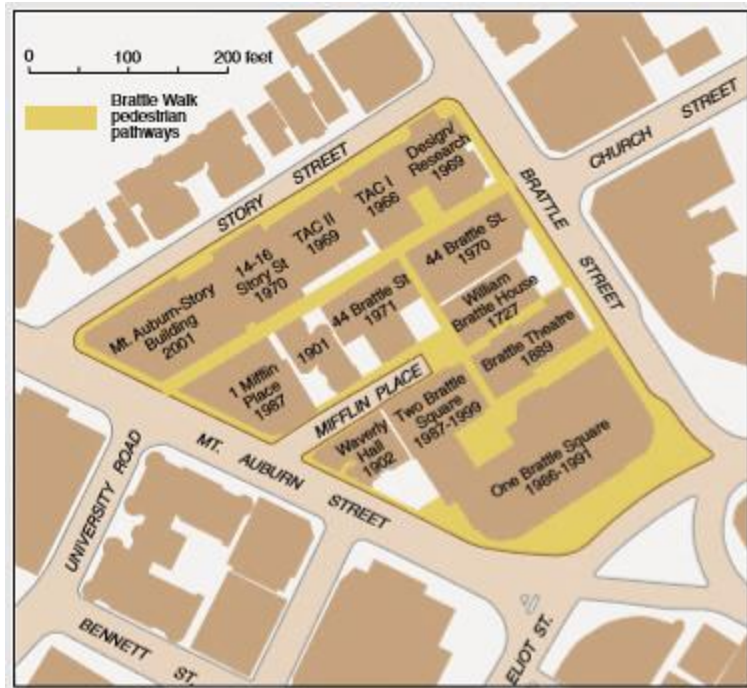 0 100 200 feet
Brattle Walk
pedestrian
pathways
STORY STREET
CHURCH STREET
BRATTLE STREET
Design/
Research
1969
TAC I
1966
TAC II
1969
14-16
Story St
1970
Mt. Auburn-Story
Building
2001
44 Brattle St.
1970
William
Brattle House
1727
44 Brattle St
1971
1901
1 Mifflin
Place
1987
Brattle Theatre
1889
MIFFLIN PLACE
Two Brattle
Square
1987-1999
Waverly
Hall
1902
One Brattle Square
1986-1991
MT. AUBURN STREET
UNIVERSITY ROAD
BENNETT ST.
ELIOT ST.